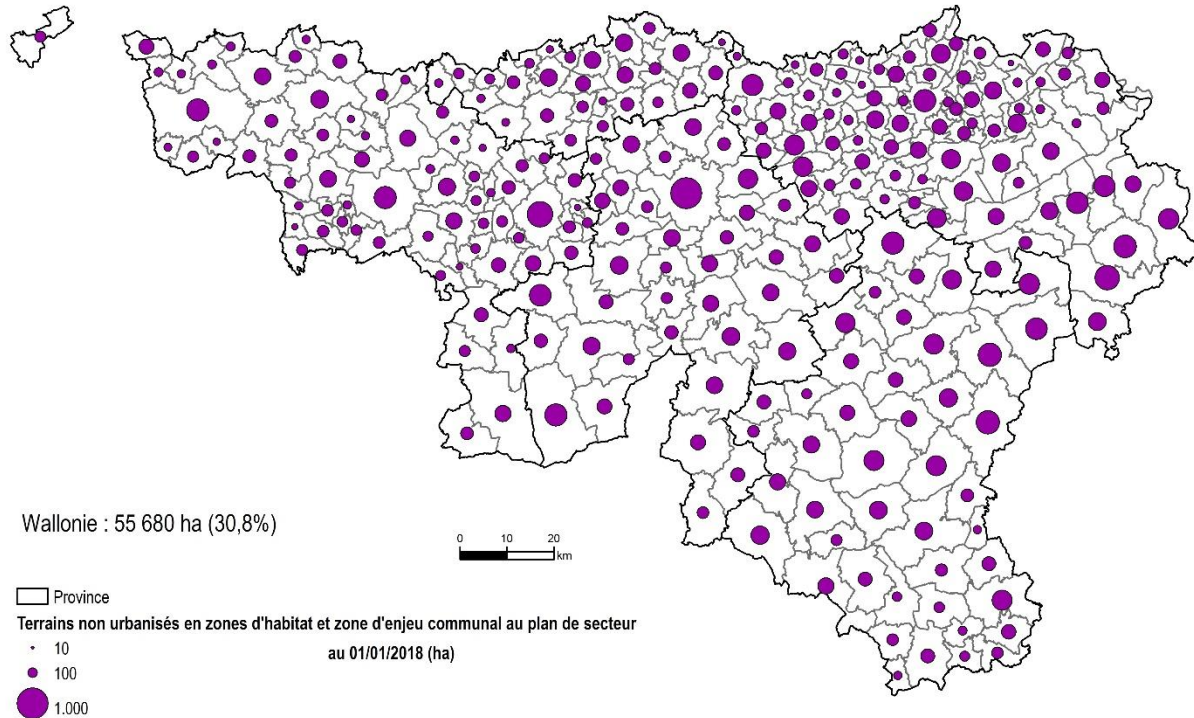 Wallonie : 55 680 ha (30,8%)
0 10 20
km
Province
Terrains non urbanisés en zones d'habitat et zone d'enjeu communal au plan de secteur
au 01/01/2018 (ha)
10
100
1.000